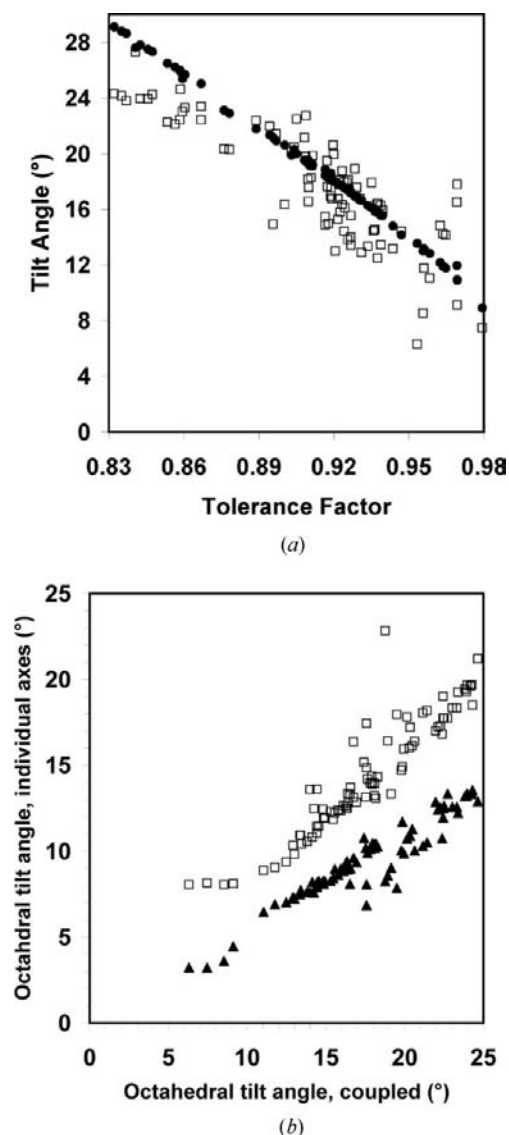 (a)
28
24
20
16
12
8
4
0
Tilt Angle (°)
0.83 0.86 0.89 0.92 0.95 0.98
Tolerance Factor
(a)
25
20
15
10
5
0
Octahdral tilt angle, individual axes (°)
0 5 10 15 20 25
Octahedral tilt angle, coupled (°)
(b)